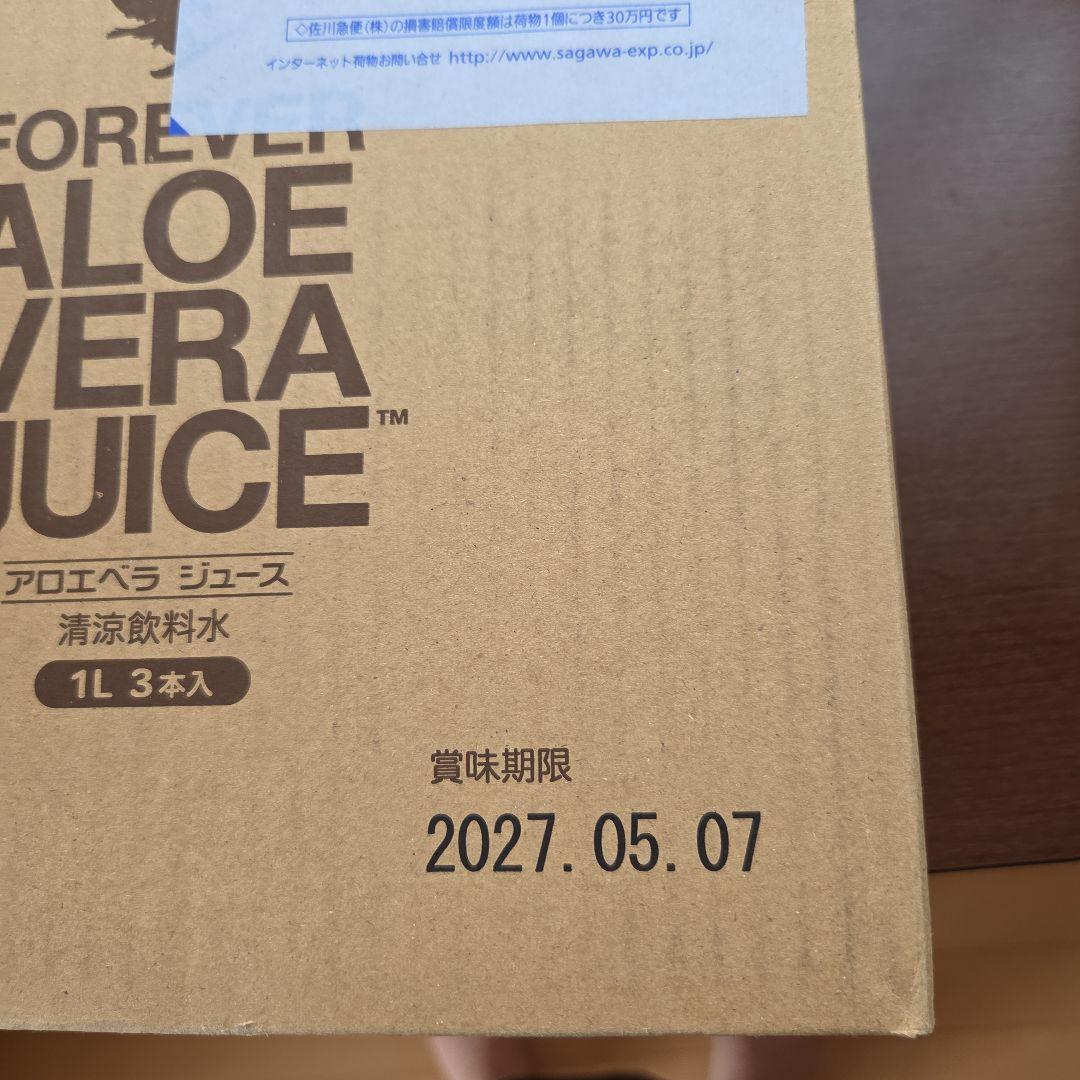 ◇佐川急便(株)の損害賠償限度額は荷物1個につき30万円です
インターネット荷物お問い合せ http://www.sagawa-exp.co.jp/
FOREVER
ALOE
VERA
JUICE™
アロエベラ ジュース
清涼飲料水
1L 3本入
賞味期限
2027.05.07